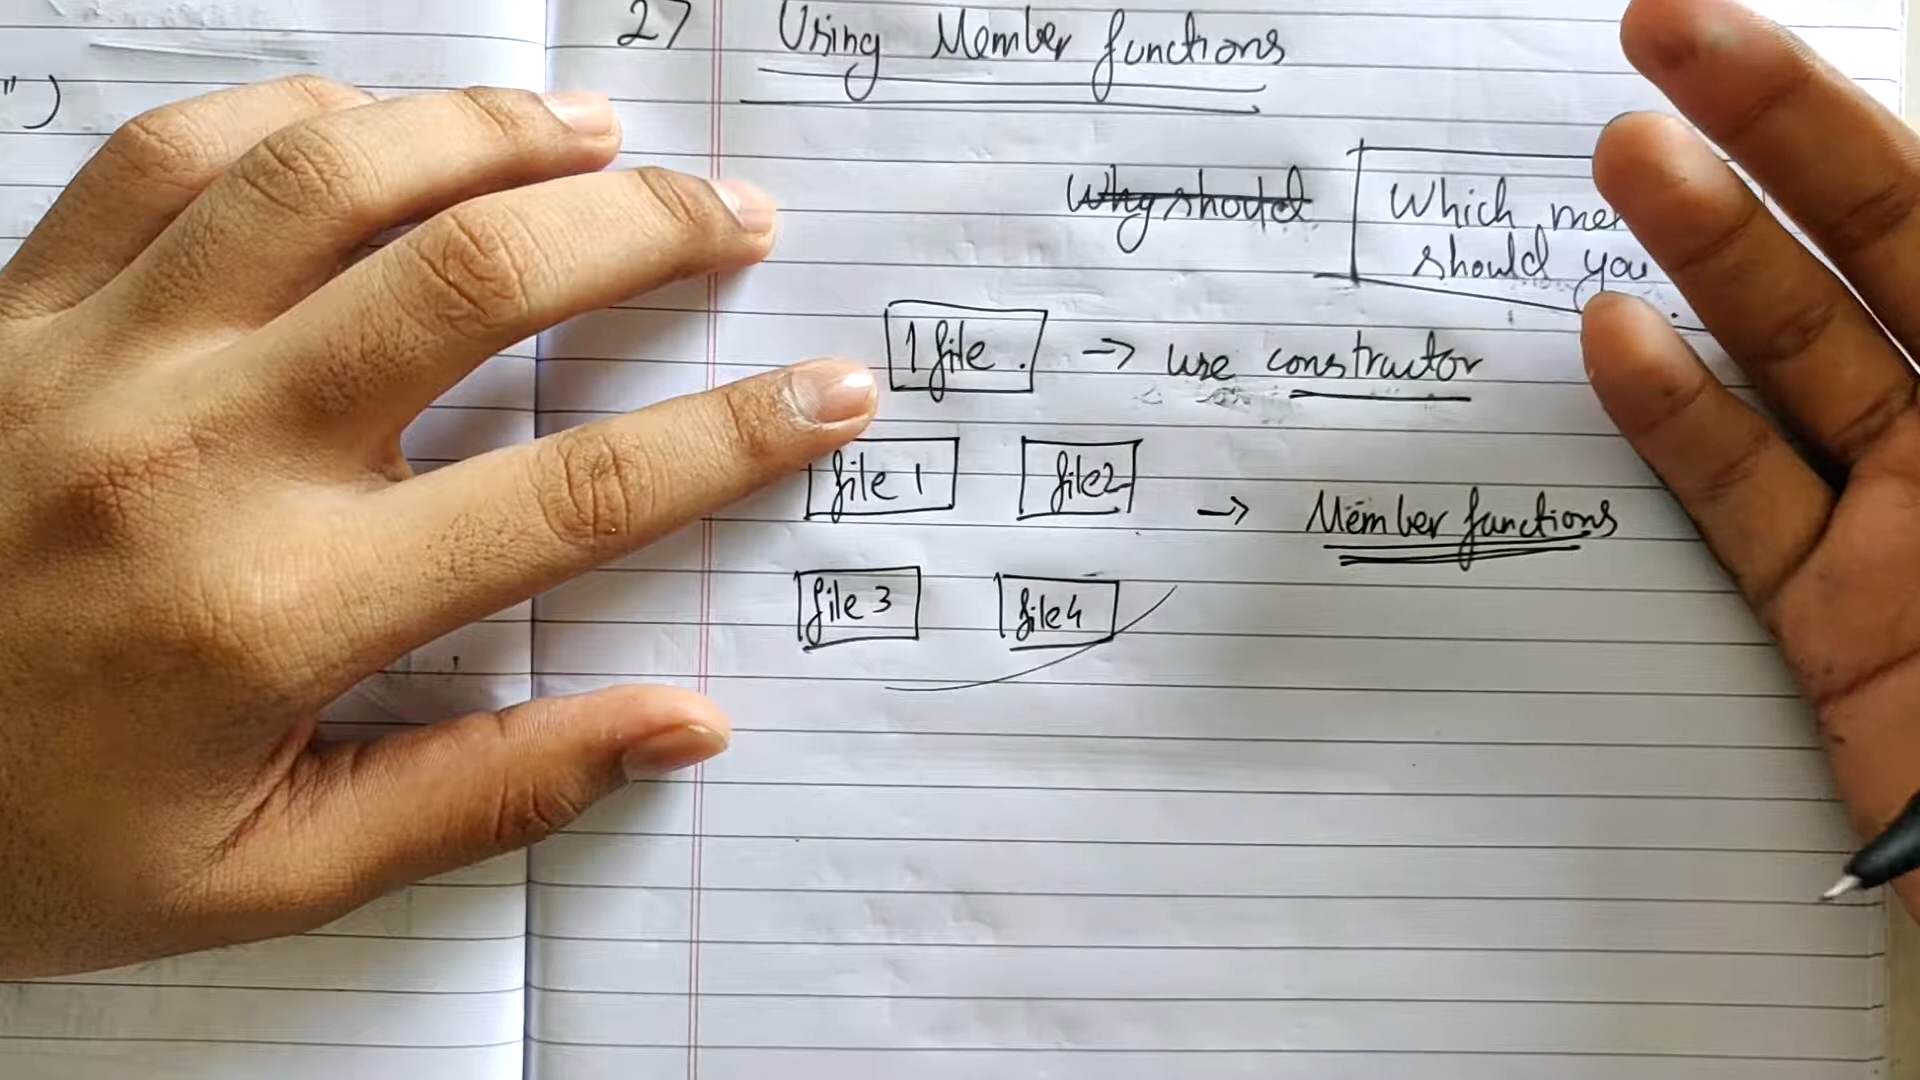 ")
27 Using Member functions
Why should
Which
should you
1 file. → use constructor
file 1 file2 → Member functions
file 3 file4